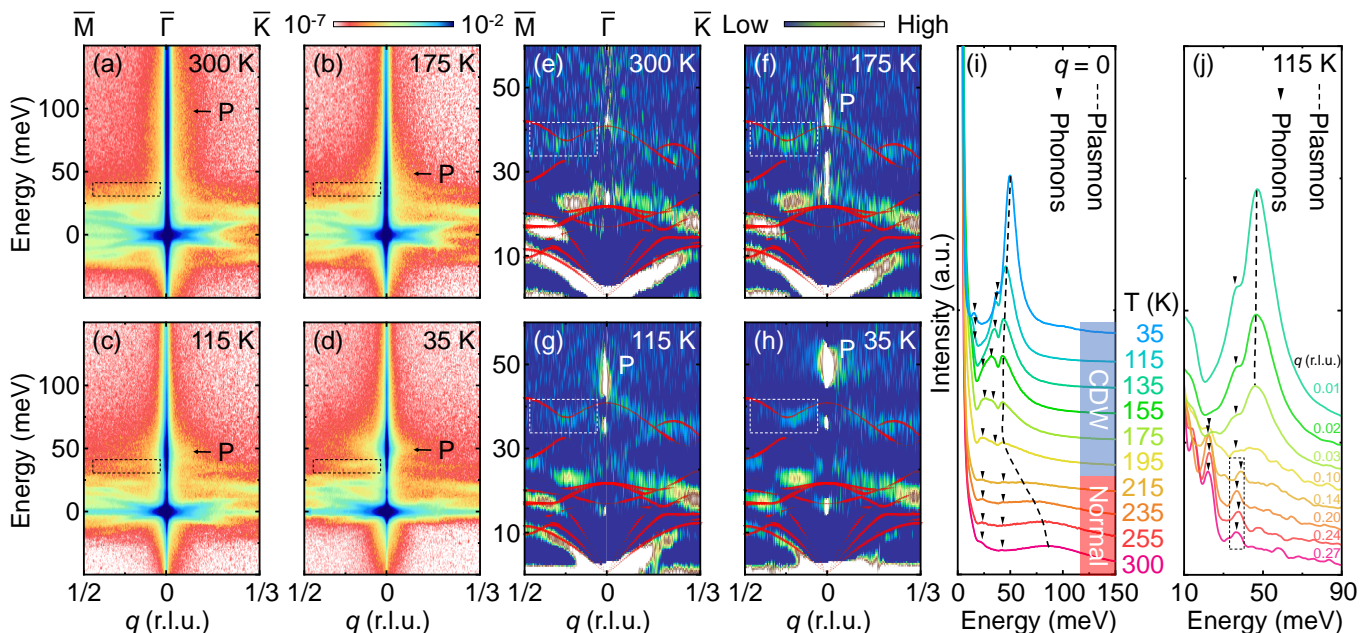 M̅ Γ̅ K̅ 10⁻⁷ 10⁻² M̅ Γ̅ K̅ Low High
(a) 300 K
P
(b) 175 K
P
(c) 115 K
P
(d) 35 K
P
Energy (meV)
100
50
0
Energy (meV)
100
50
0
1/2 0 1/3
q (r.l.u.)
1/2 0 1/3
q (r.l.u.)
(e) 300 K
(f) 175 K
P
(g) 115 K
P
(h) 35 K
P
50
30
10
50
30
10
1/2 0 1/3
q (r.l.u.)
1/2 0 1/3
q (r.l.u.)
(i) q = 0
Phonons
Plasmon
Intensity (a.u.)
CDW
Normal
T (K)
35
115
135
155
175
195
215
235
255
300
0 50 100 150
Energy (meV)
(j) 115 K
Phonons
Plasmon
q (r.l.u.)
0.01
0.02
0.03
0.10
0.14
0.20
0.24
0.27
10 50 90
Energy (meV)